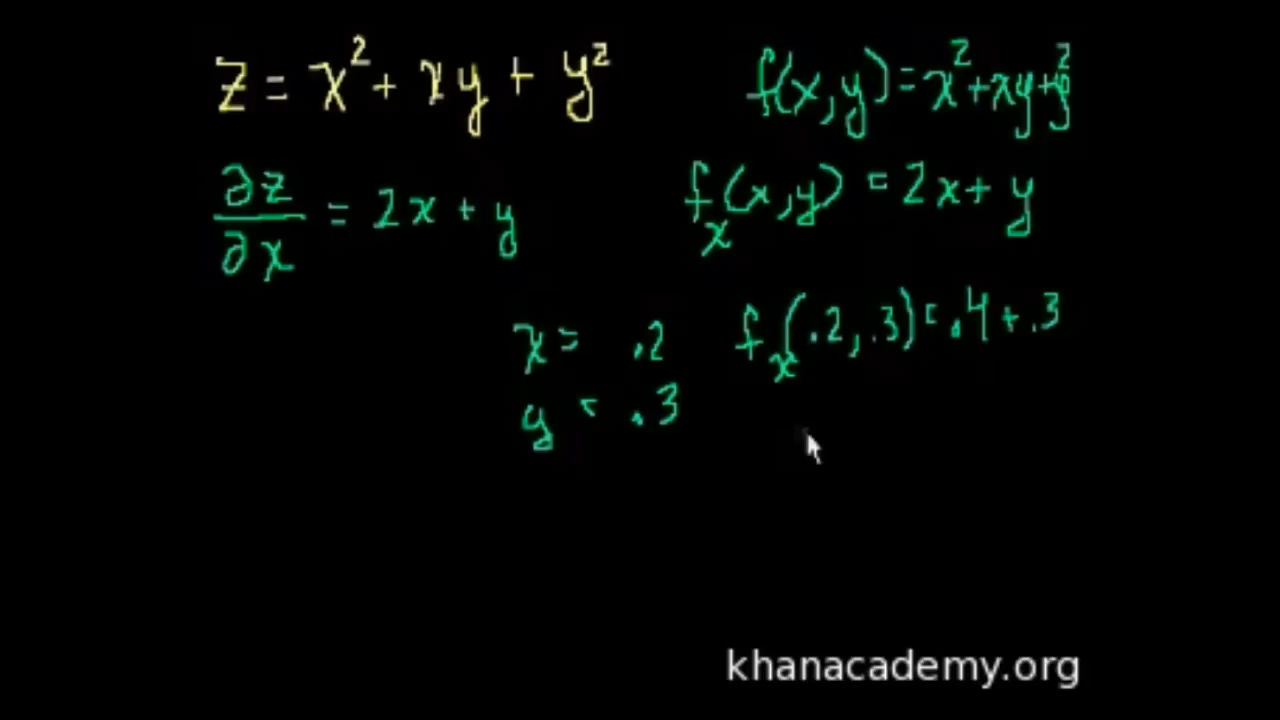 z = x² + xy + y²
f(x,y) = x² + xy + y²
∂z/∂x = 2x + y
fₓ(x,y) = 2x + y
x = .2
fₓ(.2, .3) = .4 + .3
y = .3
khanacademy.org